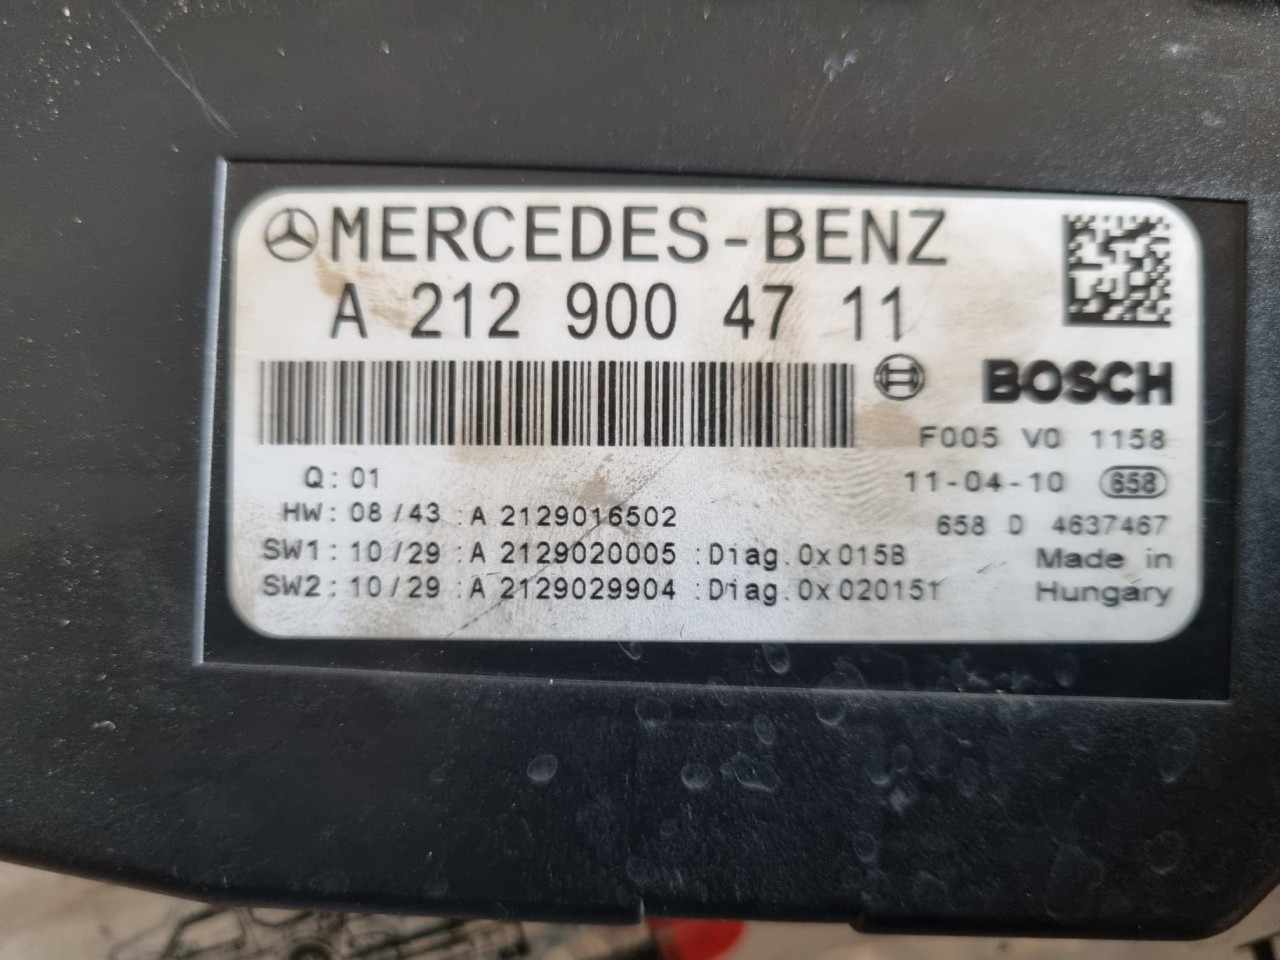 MERCEDES-BENZ
A 212 900 47 11
BOSCH
F005 V0 1158
Q: 01
11-04-10 658
HW: 08/43 :A 2129016502
658 D 4637467
SW1: 10/29 :A 2129020005 :Diag.0x015B
Made in
SW2: 10/29 :A 2129029904 :Diag.0x020151
Hungary